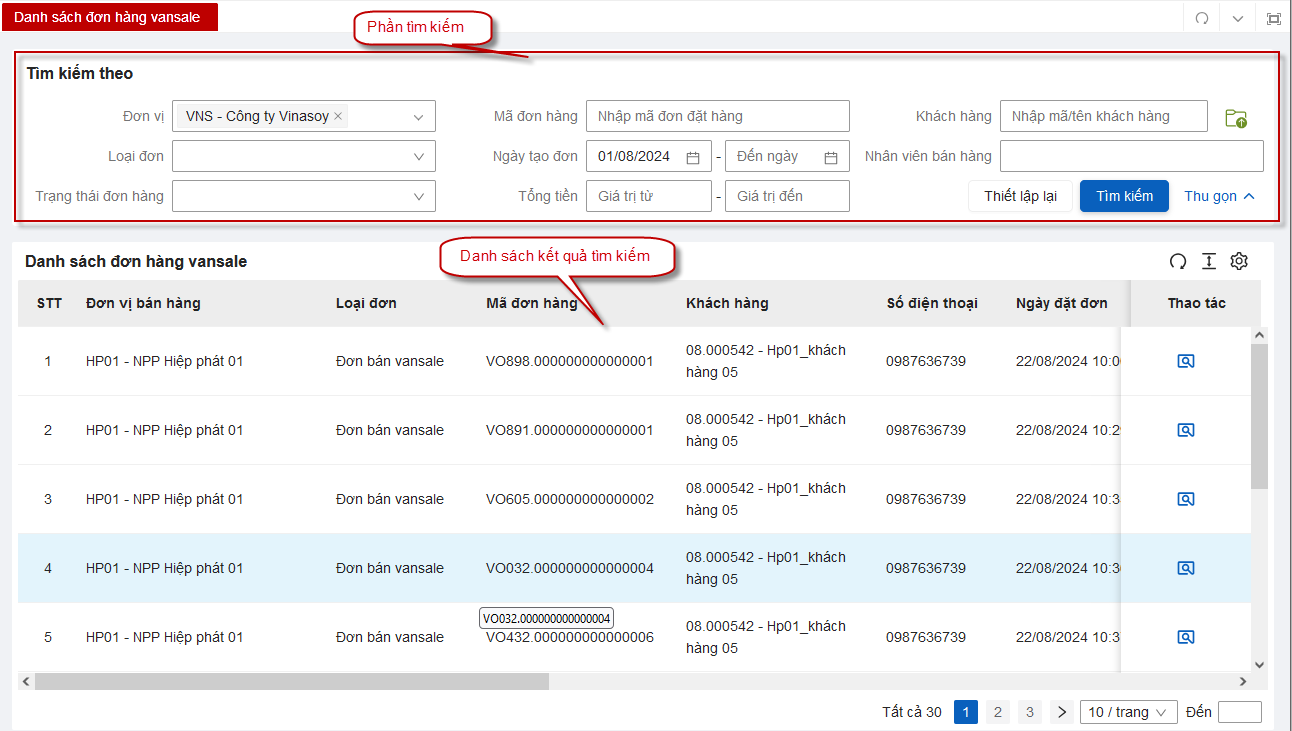 Danh sách đơn hàng vansale
Phần tìm kiếm
Tìm kiếm theo
Đơn vị VNS - Công ty Vinasoy × Mã đơn hàng Nhập mã đơn đặt hàng Khách hàng Nhập mã/tên khách hàng
Loại đơn Ngày tạo đơn 01/08/2024 - Đến ngày Nhân viên bán hàng
Trạng thái đơn hàng Tổng tiền Giá trị từ - Giá trị đến Thiết lập lại Tìm kiếm Thu gọn
Danh sách kết quả tìm kiếm
Danh sách đơn hàng vansale
STT Đơn vị bán hàng Loại đơn Mã đơn hàng Khách hàng Số điện thoại Ngày đặt đơn Thao tác
1 HP01 - NPP Hiệp phát 01 Đơn bán vansale VO898.000000000000001 08.000542 - Hp01_khách hàng 05 0987636739 22/08/2024 10:0
2 HP01 - NPP Hiệp phát 01 Đơn bán vansale VO891.000000000000001 08.000542 - Hp01_khách hàng 05 0987636739 22/08/2024 10:2
3 HP01 - NPP Hiệp phát 01 Đơn bán vansale VO605.000000000000002 08.000542 - Hp01_khách hàng 05 0987636739 22/08/2024 10:3
4 HP01 - NPP Hiệp phát 01 Đơn bán vansale VO032.000000000000004 08.000542 - Hp01_khách hàng 05 0987636739 22/08/2024 10:3
VO032.000000000000004
5 HP01 - NPP Hiệp phát 01 Đơn bán vansale VO432.000000000000006 08.000542 - Hp01_khách hàng 05 0987636739 22/08/2024 10:3
Tất cả 30 1 2 3 10 / trang Đến